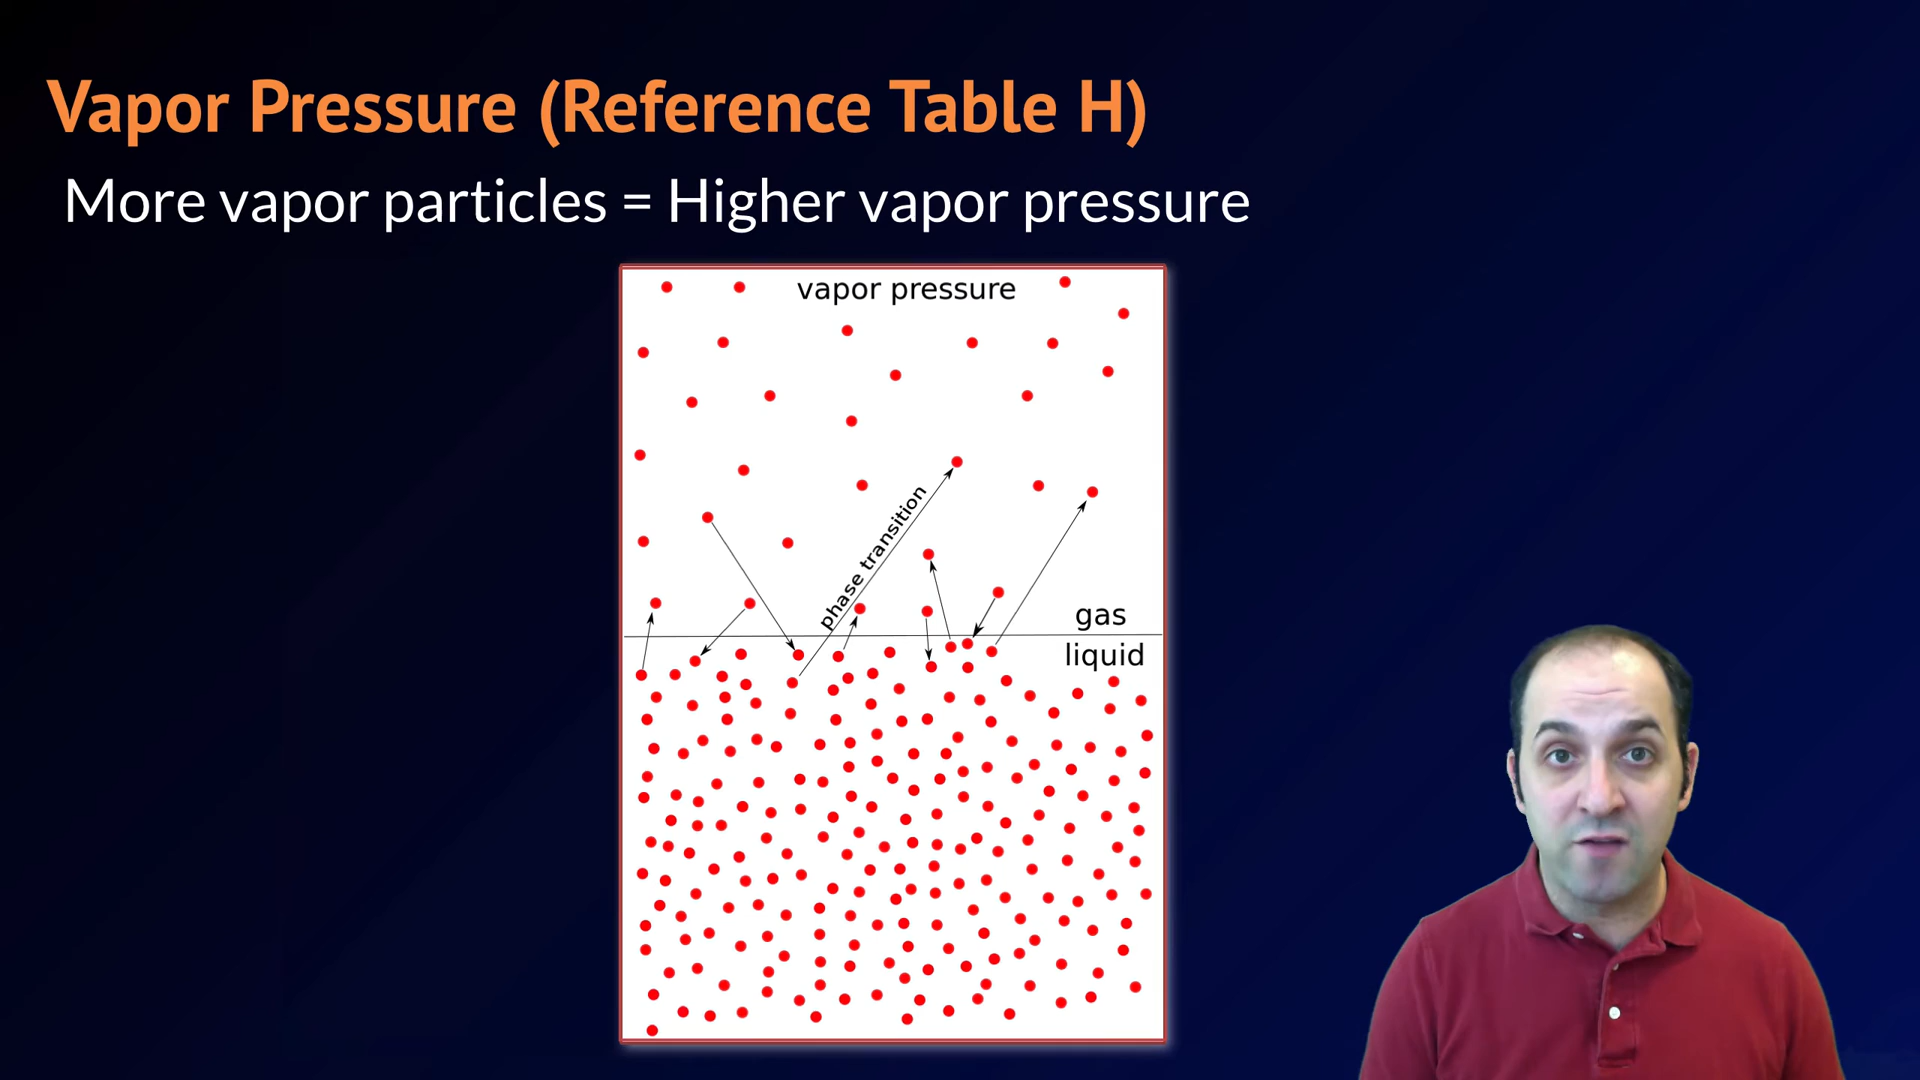 Vapor Pressure (Reference Table H)
More vapor particles = Higher vapor pressure
vapor pressure
phase transition
gas
liquid